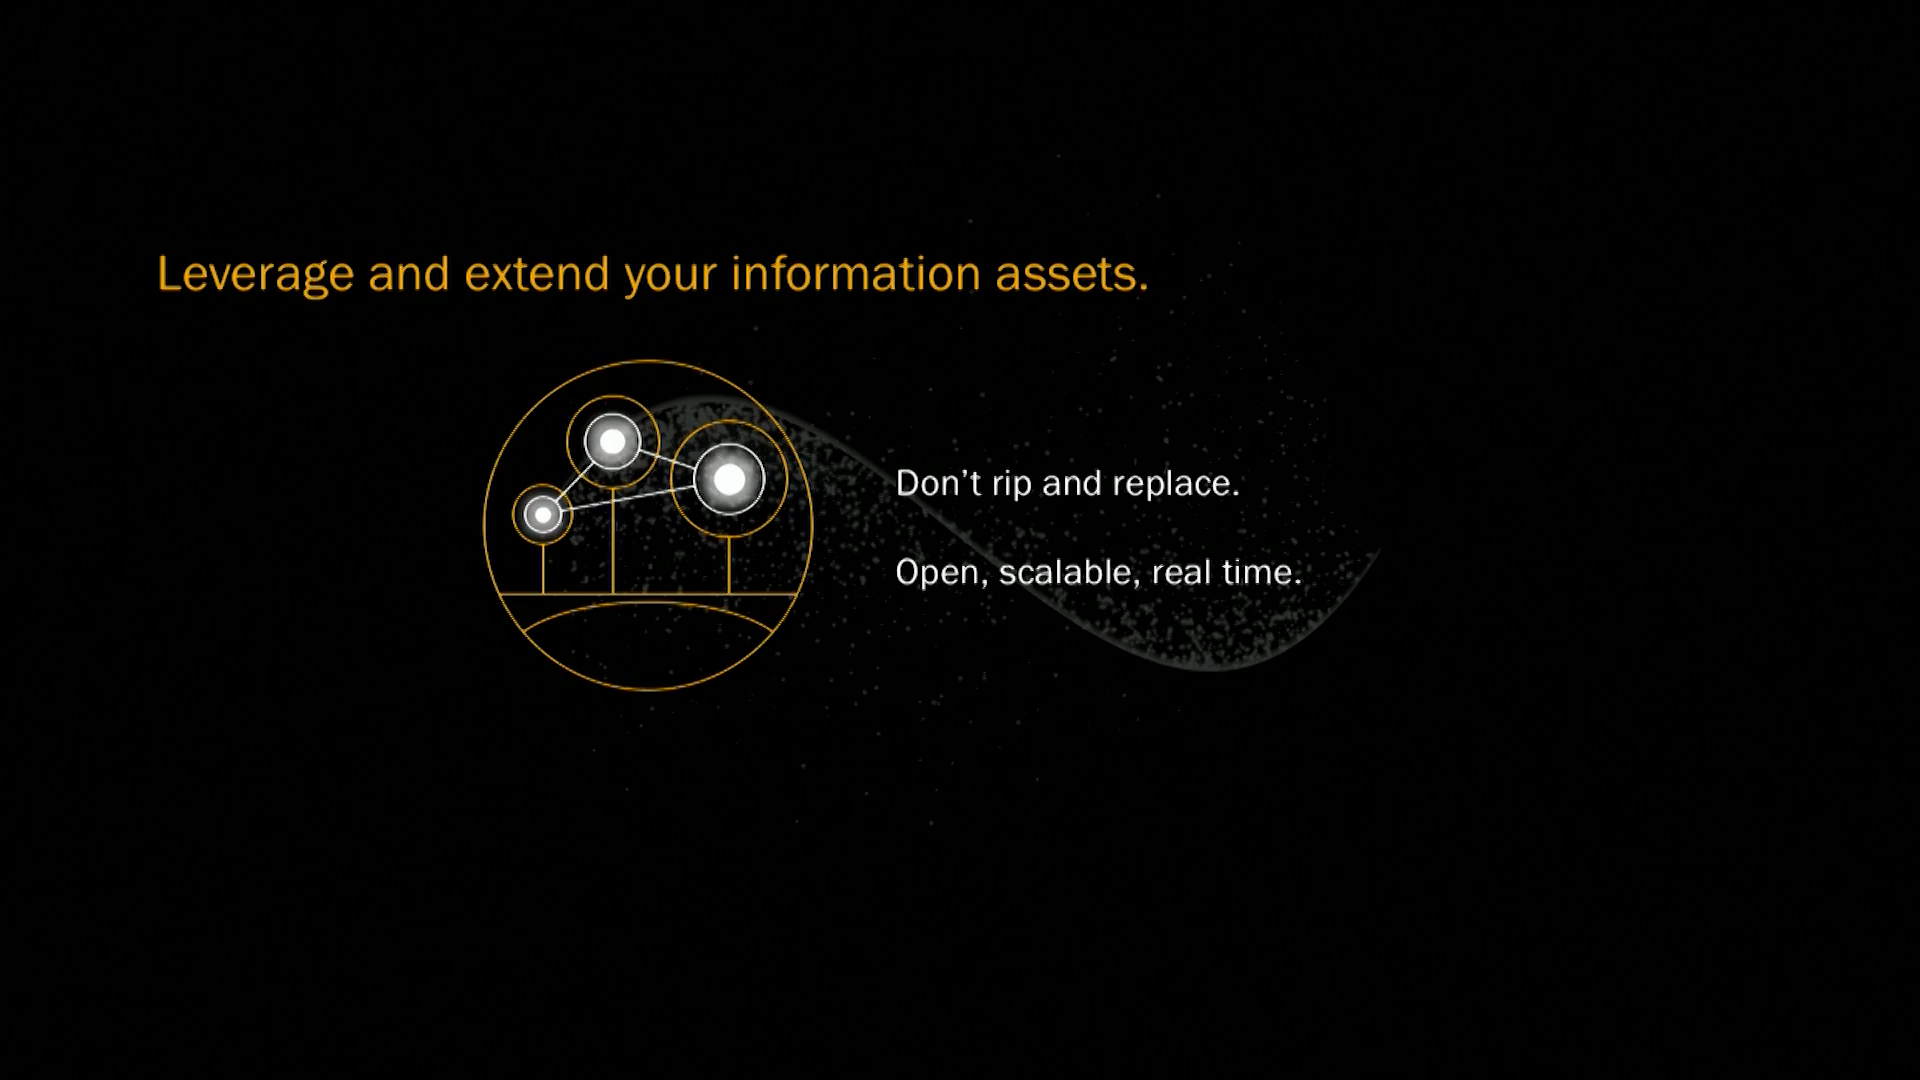 Leverage and extend your information assets.
Don't rip and replace.
Open, scalable, real time.